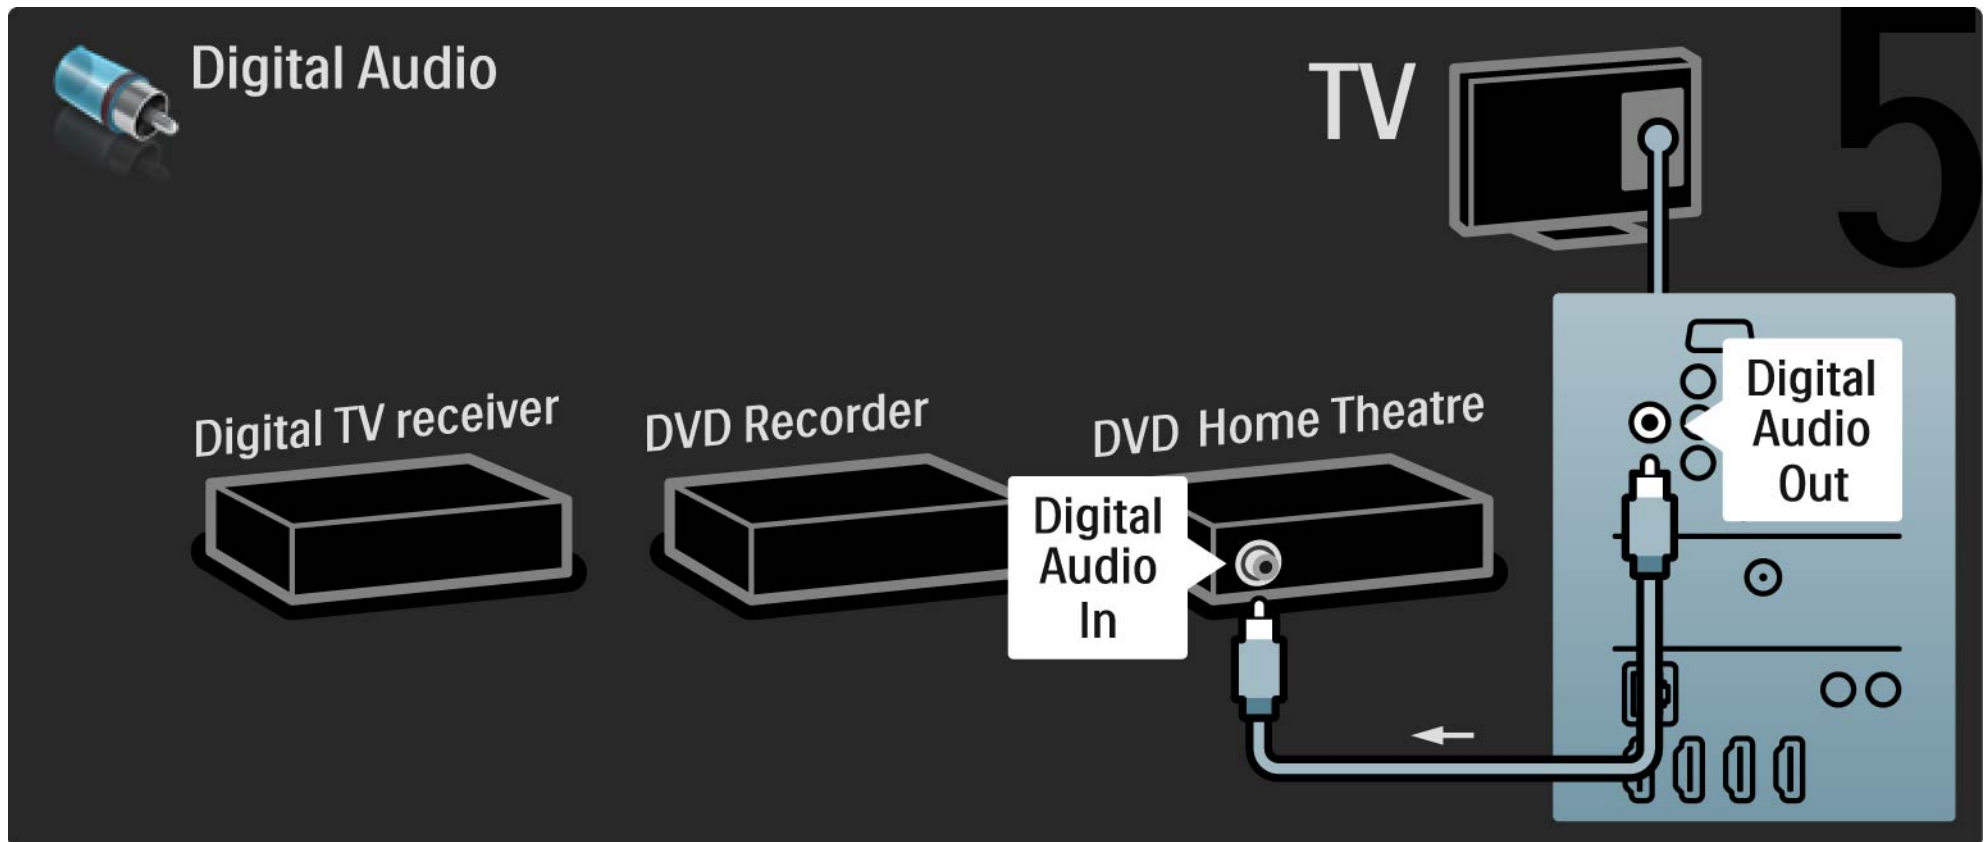 Digital Audio
TV
5
Digital TV receiver
DVD Recorder
DVD Home Theatre
Digital
Audio
Out
Digital
Audio
In